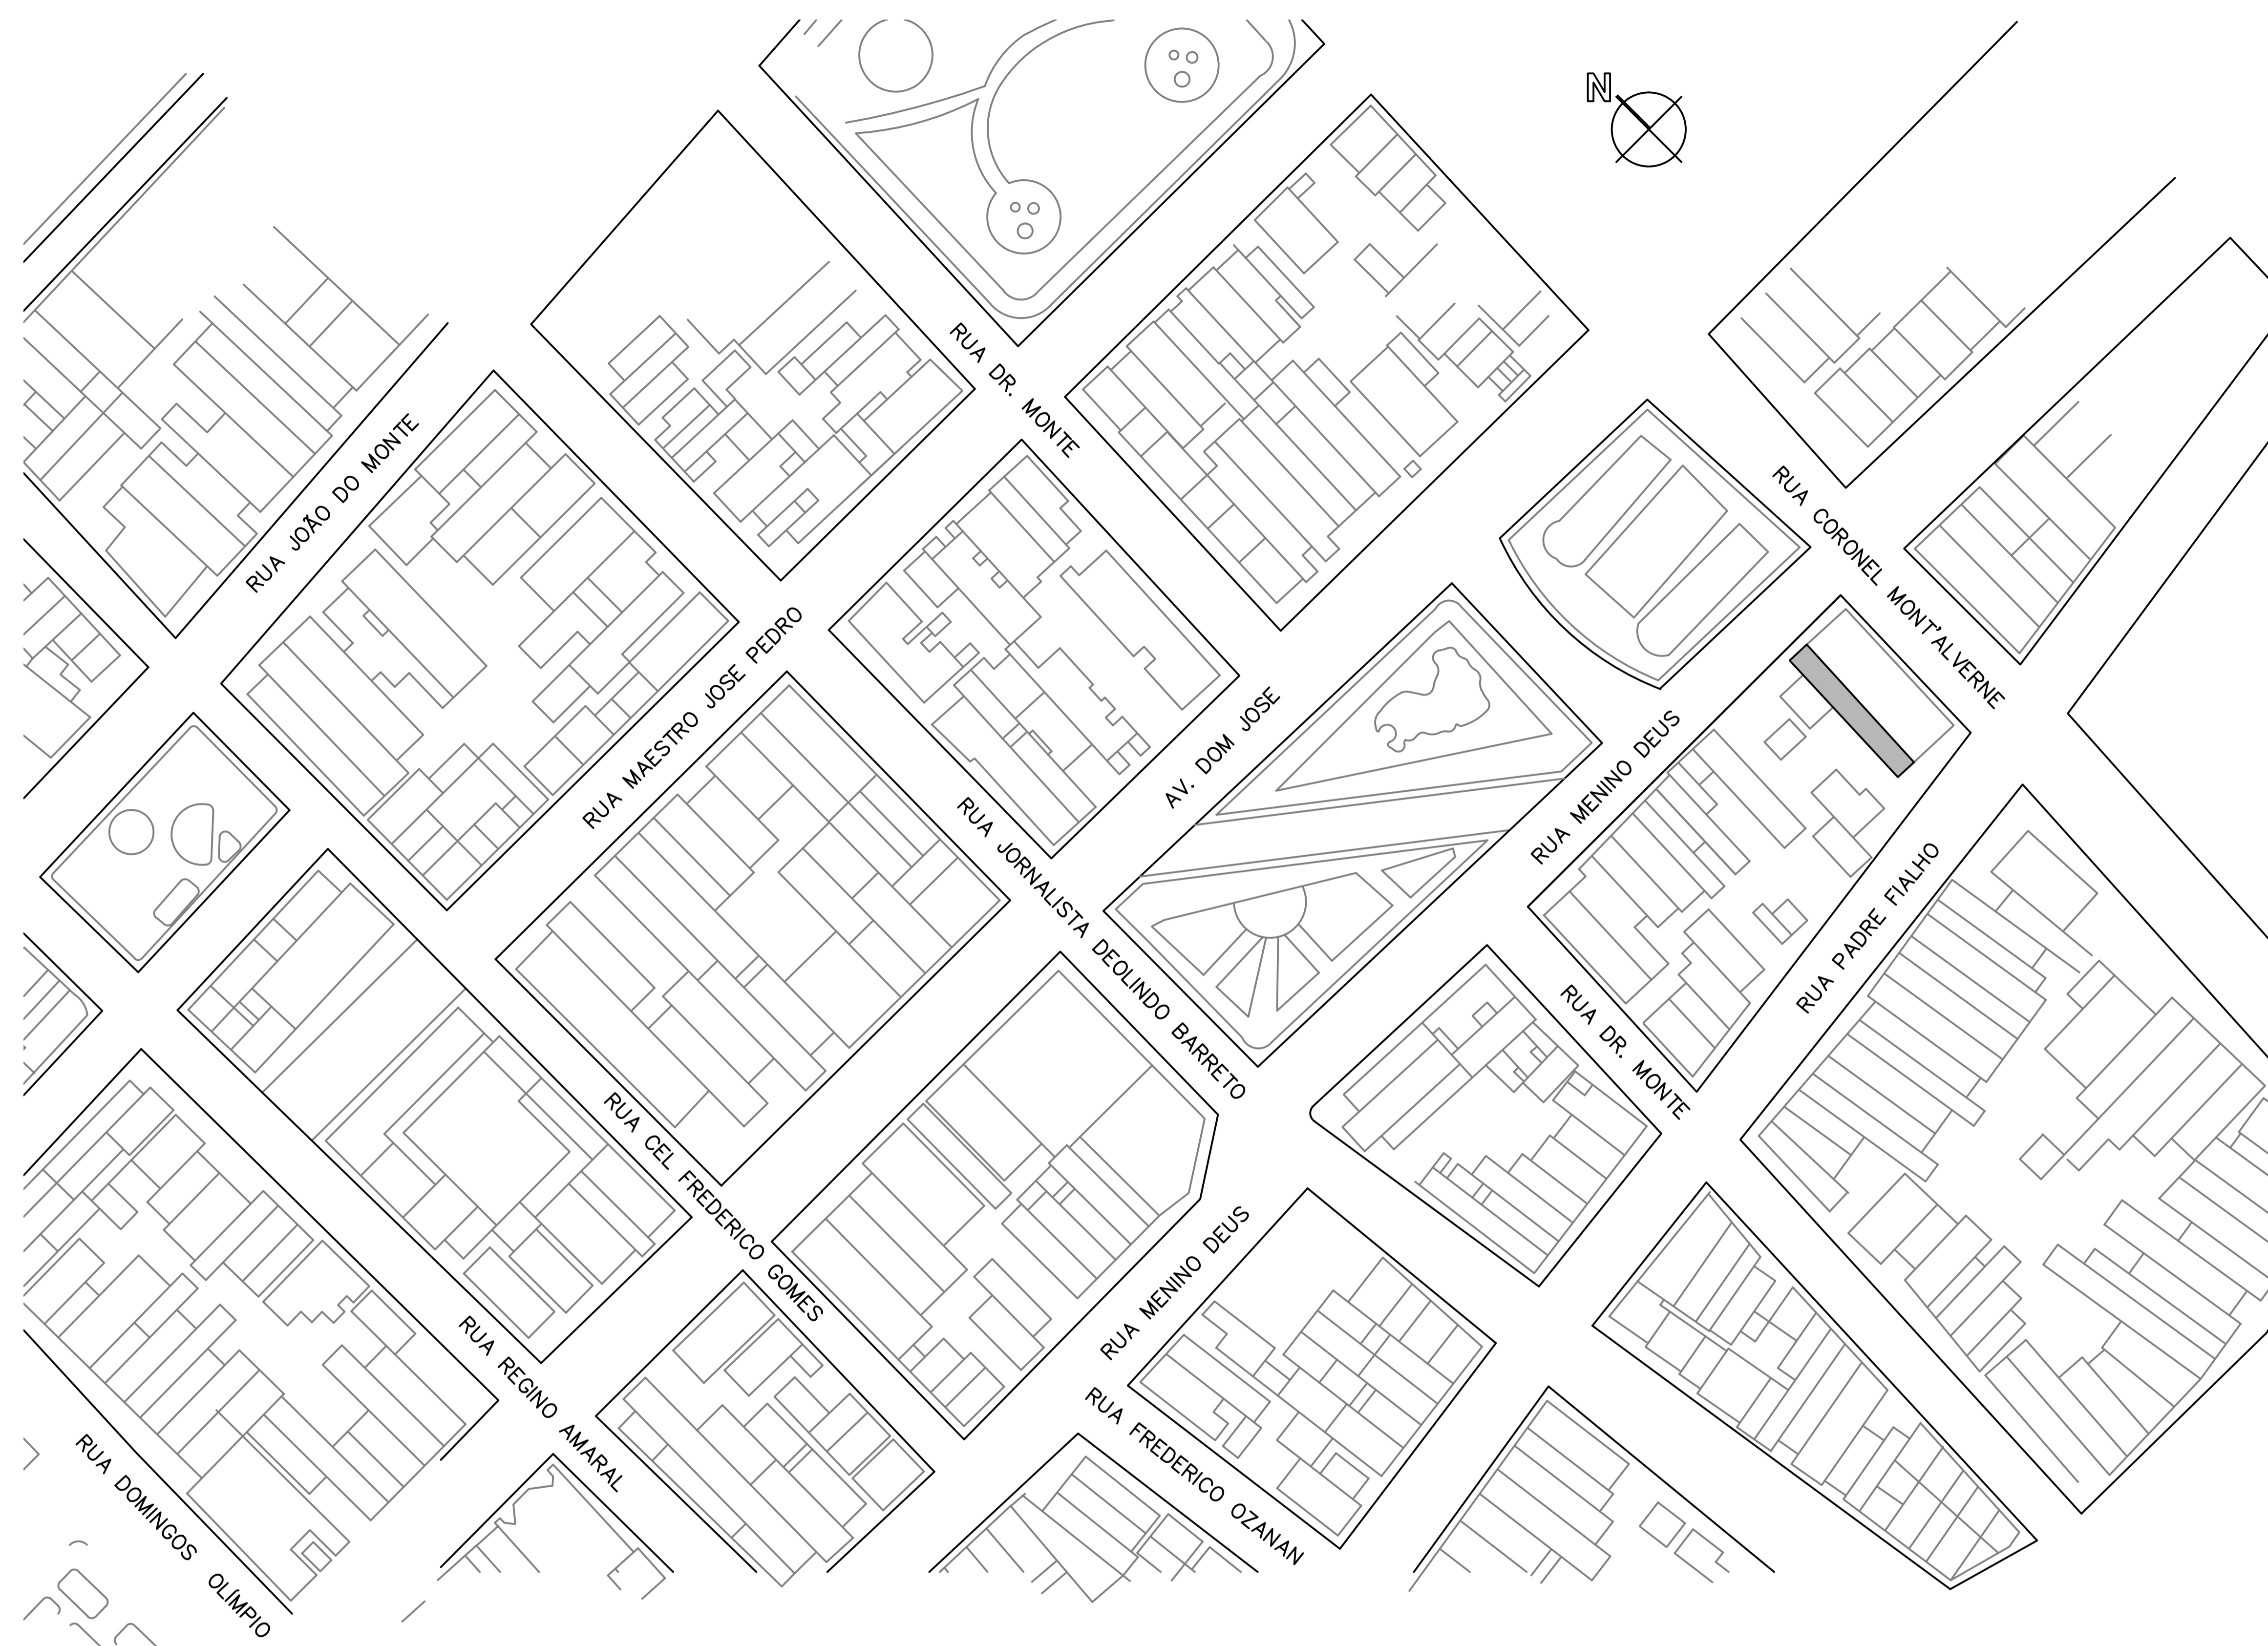 N
RUA DR. MONTE
RUA JOÃO DO MONTE
RUA CORONEL MONT'ALVERNE
RUA MAESTRO JOSE PEDRO
AV. DOM JOSE
RUA MENINO DEUS
RUA JORNALISTA DEOLINDO BARRETO
RUA PADRE FIALHO
RUA DR. MONTE
RUA CEL FREDERICO GOMES
RUA MENINO DEUS
RUA REGINO AMARAL
RUA FREDERICO OZANAN
RUA DOMINGOS OLÍMPIO